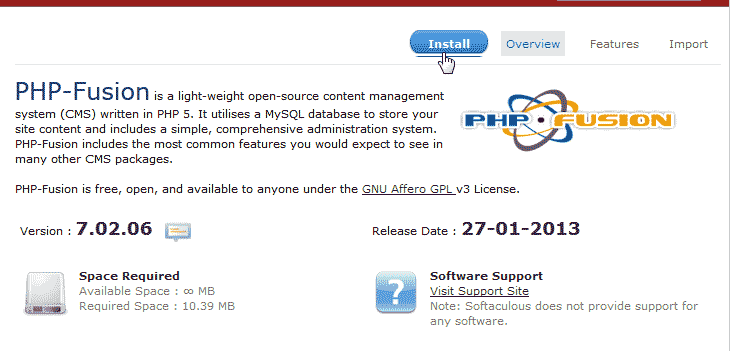 Install Overview Features Import
PHP-Fusion is a light-weight open-source content management
system (CMS) written in PHP 5. It utilises a MySQL database to store your
site content and includes a simple, comprehensive administration system.
PHP-Fusion includes the most common features you would expect to see in
many other CMS packages.
PHP·FUSION
PHP-Fusion is free, open, and available to anyone under the GNU Affero GPL v3 License.
Version : 7.02.06
Release Date : 27-01-2013
Space Required
Available Space : ∞ MB
Required Space : 10.39 MB
Software Support
Visit Support Site
Note: Softaculous does not provide support for
any software.